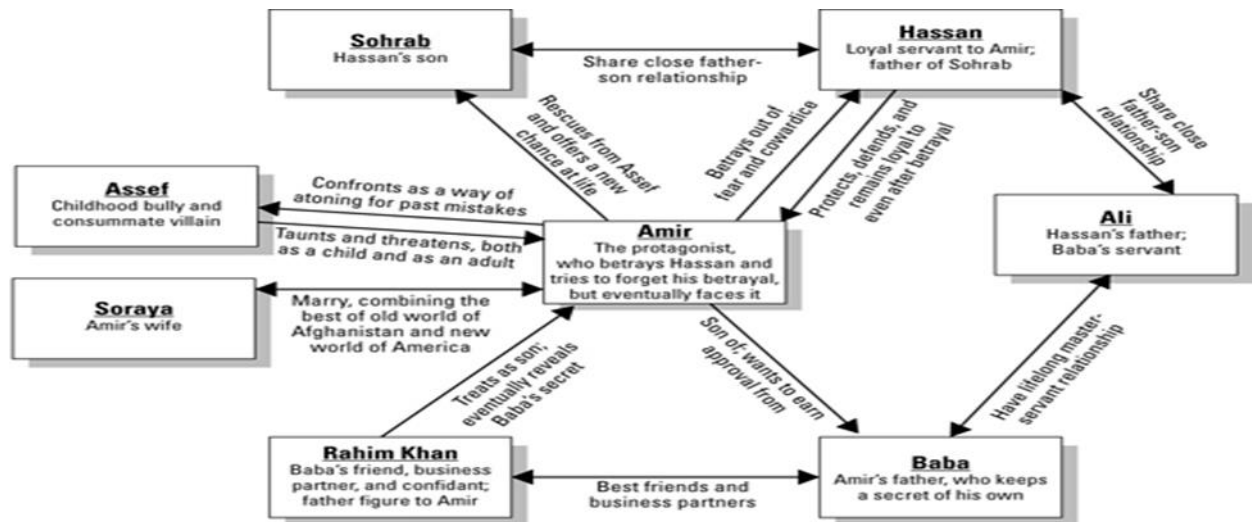 Sohrab
Hassan's son
Share close father-
son relationship
Hassan
Loyal servant to Amir;
father of Sohrab
Rescues from Assef
and offers a new
chance at life
Betrays out of
fear and cowardice
Protects, defends, and
remains loyal to
even after betrayal
Share close
father-son
relationship
Assef
Childhood bully and
consummate villain
Confronts as a way of
atoning for past mistakes
Taunts and threatens, both
as a child and as an adult
Amir
The protagonist,
who betrays Hassan and
tries to forget his betrayal,
but eventually faces it
Ali
Hassan's father;
Baba's servant
Soraya
Amir's wife
Marry, combining the
best of old world of
Afghanistan and new
world of America
Treats as son;
eventually reveals
Baba's secret
Son of; wants to earn
approval from
Have lifelong master-
servant relationship
Rahim Khan
Baba's friend, business
partner, and confidant;
father figure to Amir
Best friends and
business partners
Baba
Amir's father, who keeps
a secret of his own